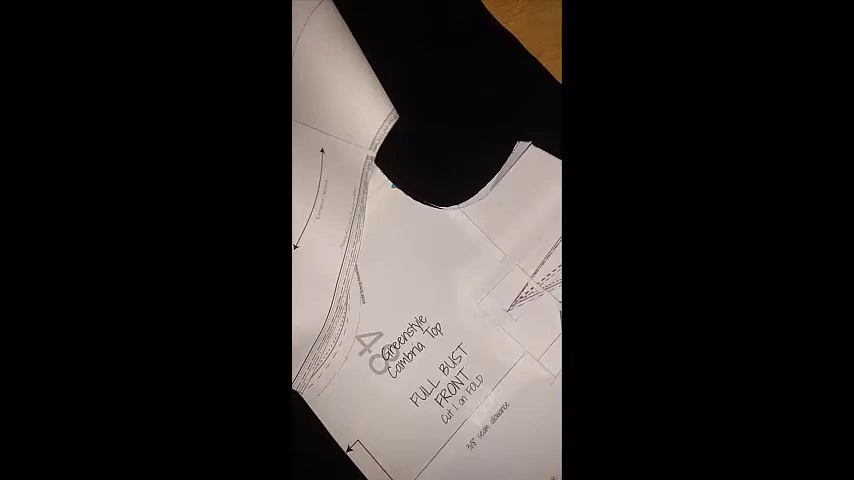 48
Greenstyle
Cambria Top
FULL BUST
FRONT
Cut 1 on FOLD
3/8" seam allowance